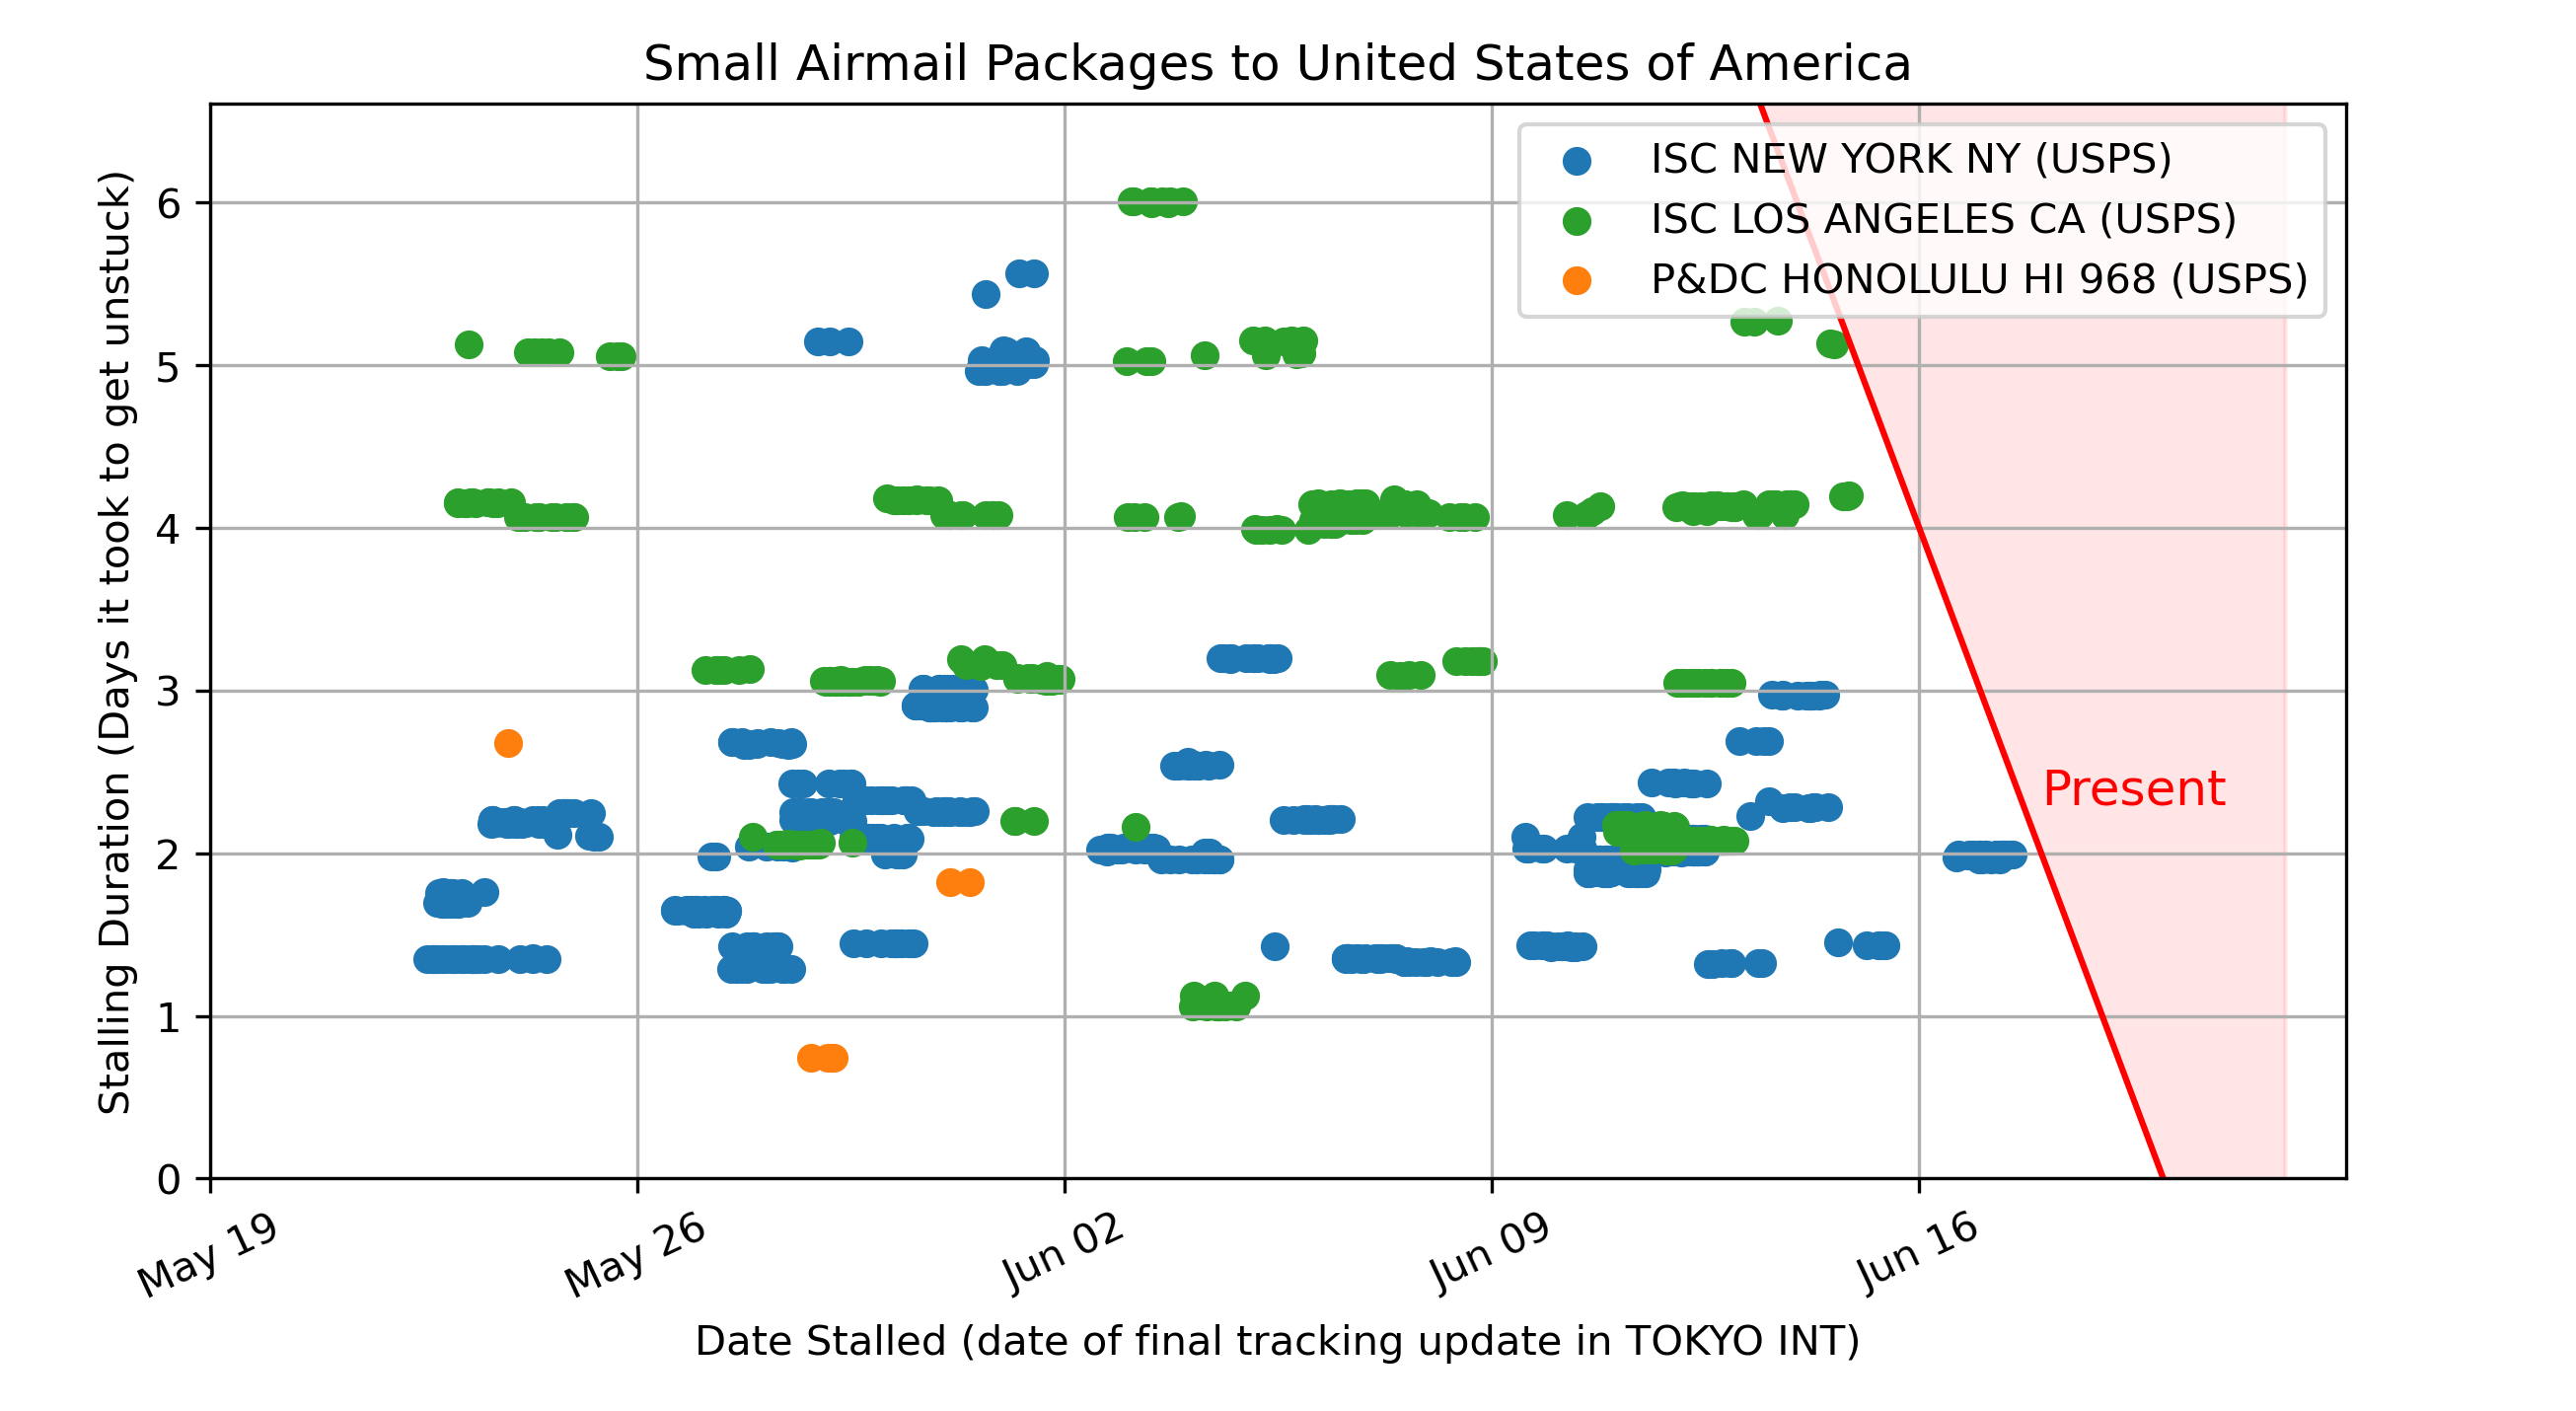 Small Airmail Packages to United States of America
ISC NEW YORK NY (USPS)
ISC LOS ANGELES CA (USPS)
P&DC HONOLULU HI 968 (USPS)
Stalling Duration (Days it took to get unstuck)
6
5
4
3
2
1
0
Present
May 19
May 26
Jun 02
Jun 09
Jun 16
Date Stalled (date of final tracking update in TOKYO INT)